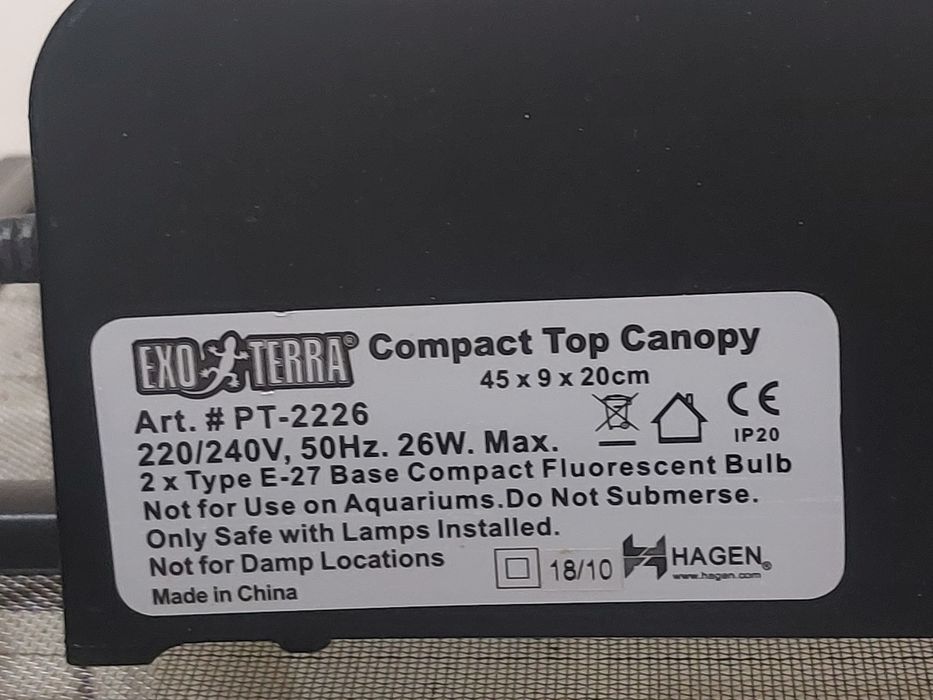 EXO TERRA® Compact Top Canopy
45 x 9 x 20cm
Art. # PT-2226
CE
220/240V, 50Hz. 26W. Max.
IP20
2 x Type E-27 Base Compact Fluorescent Bulb
Not for Use on Aquariums.Do Not Submerse.
Only Safe with Lamps Installed.
Not for Damp Locations
18/10
HAGEN®
www.hagen.com
Made in China